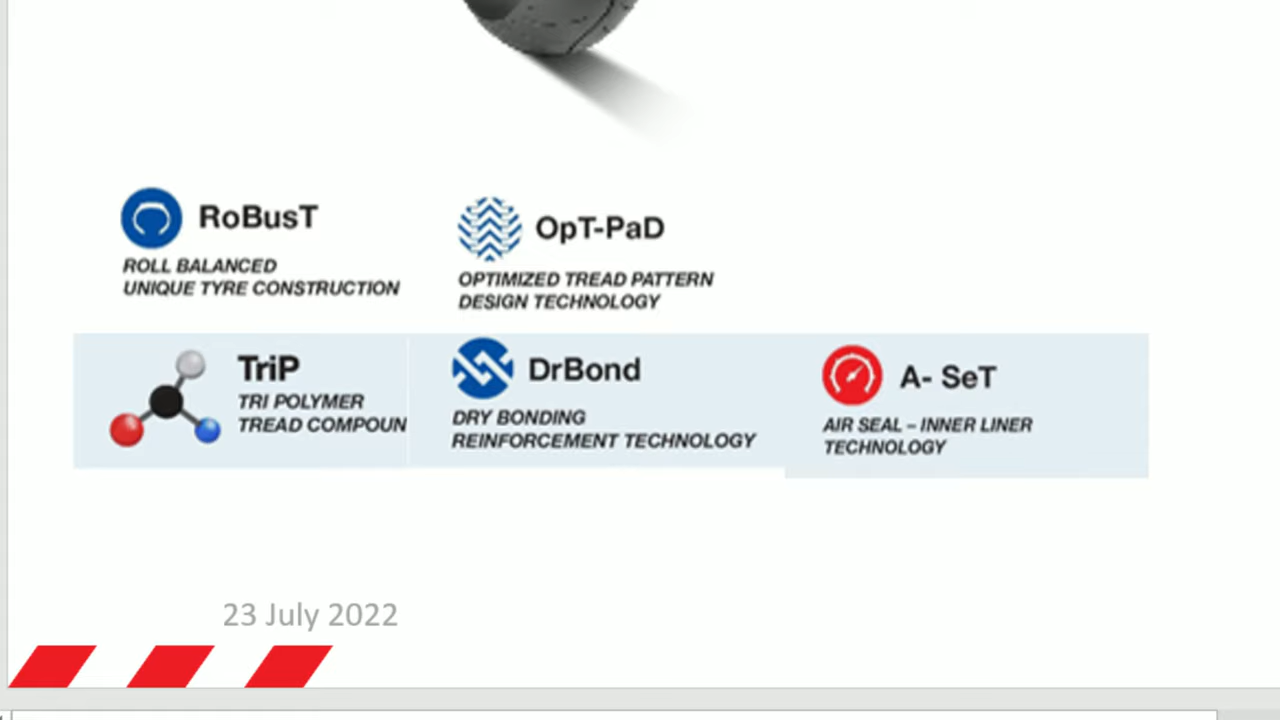 RoBusT
ROLL BALANCED
UNIQUE TYRE CONSTRUCTION
OpT-PaD
OPTIMIZED TREAD PATTERN
DESIGN TECHNOLOGY
TriP
TRI POLYMER
TREAD COMPOUN
DrBond
DRY BONDING
REINFORCEMENT TECHNOLOGY
A- SeT
AIR SEAL – INNER LINER
TECHNOLOGY
23 July 2022